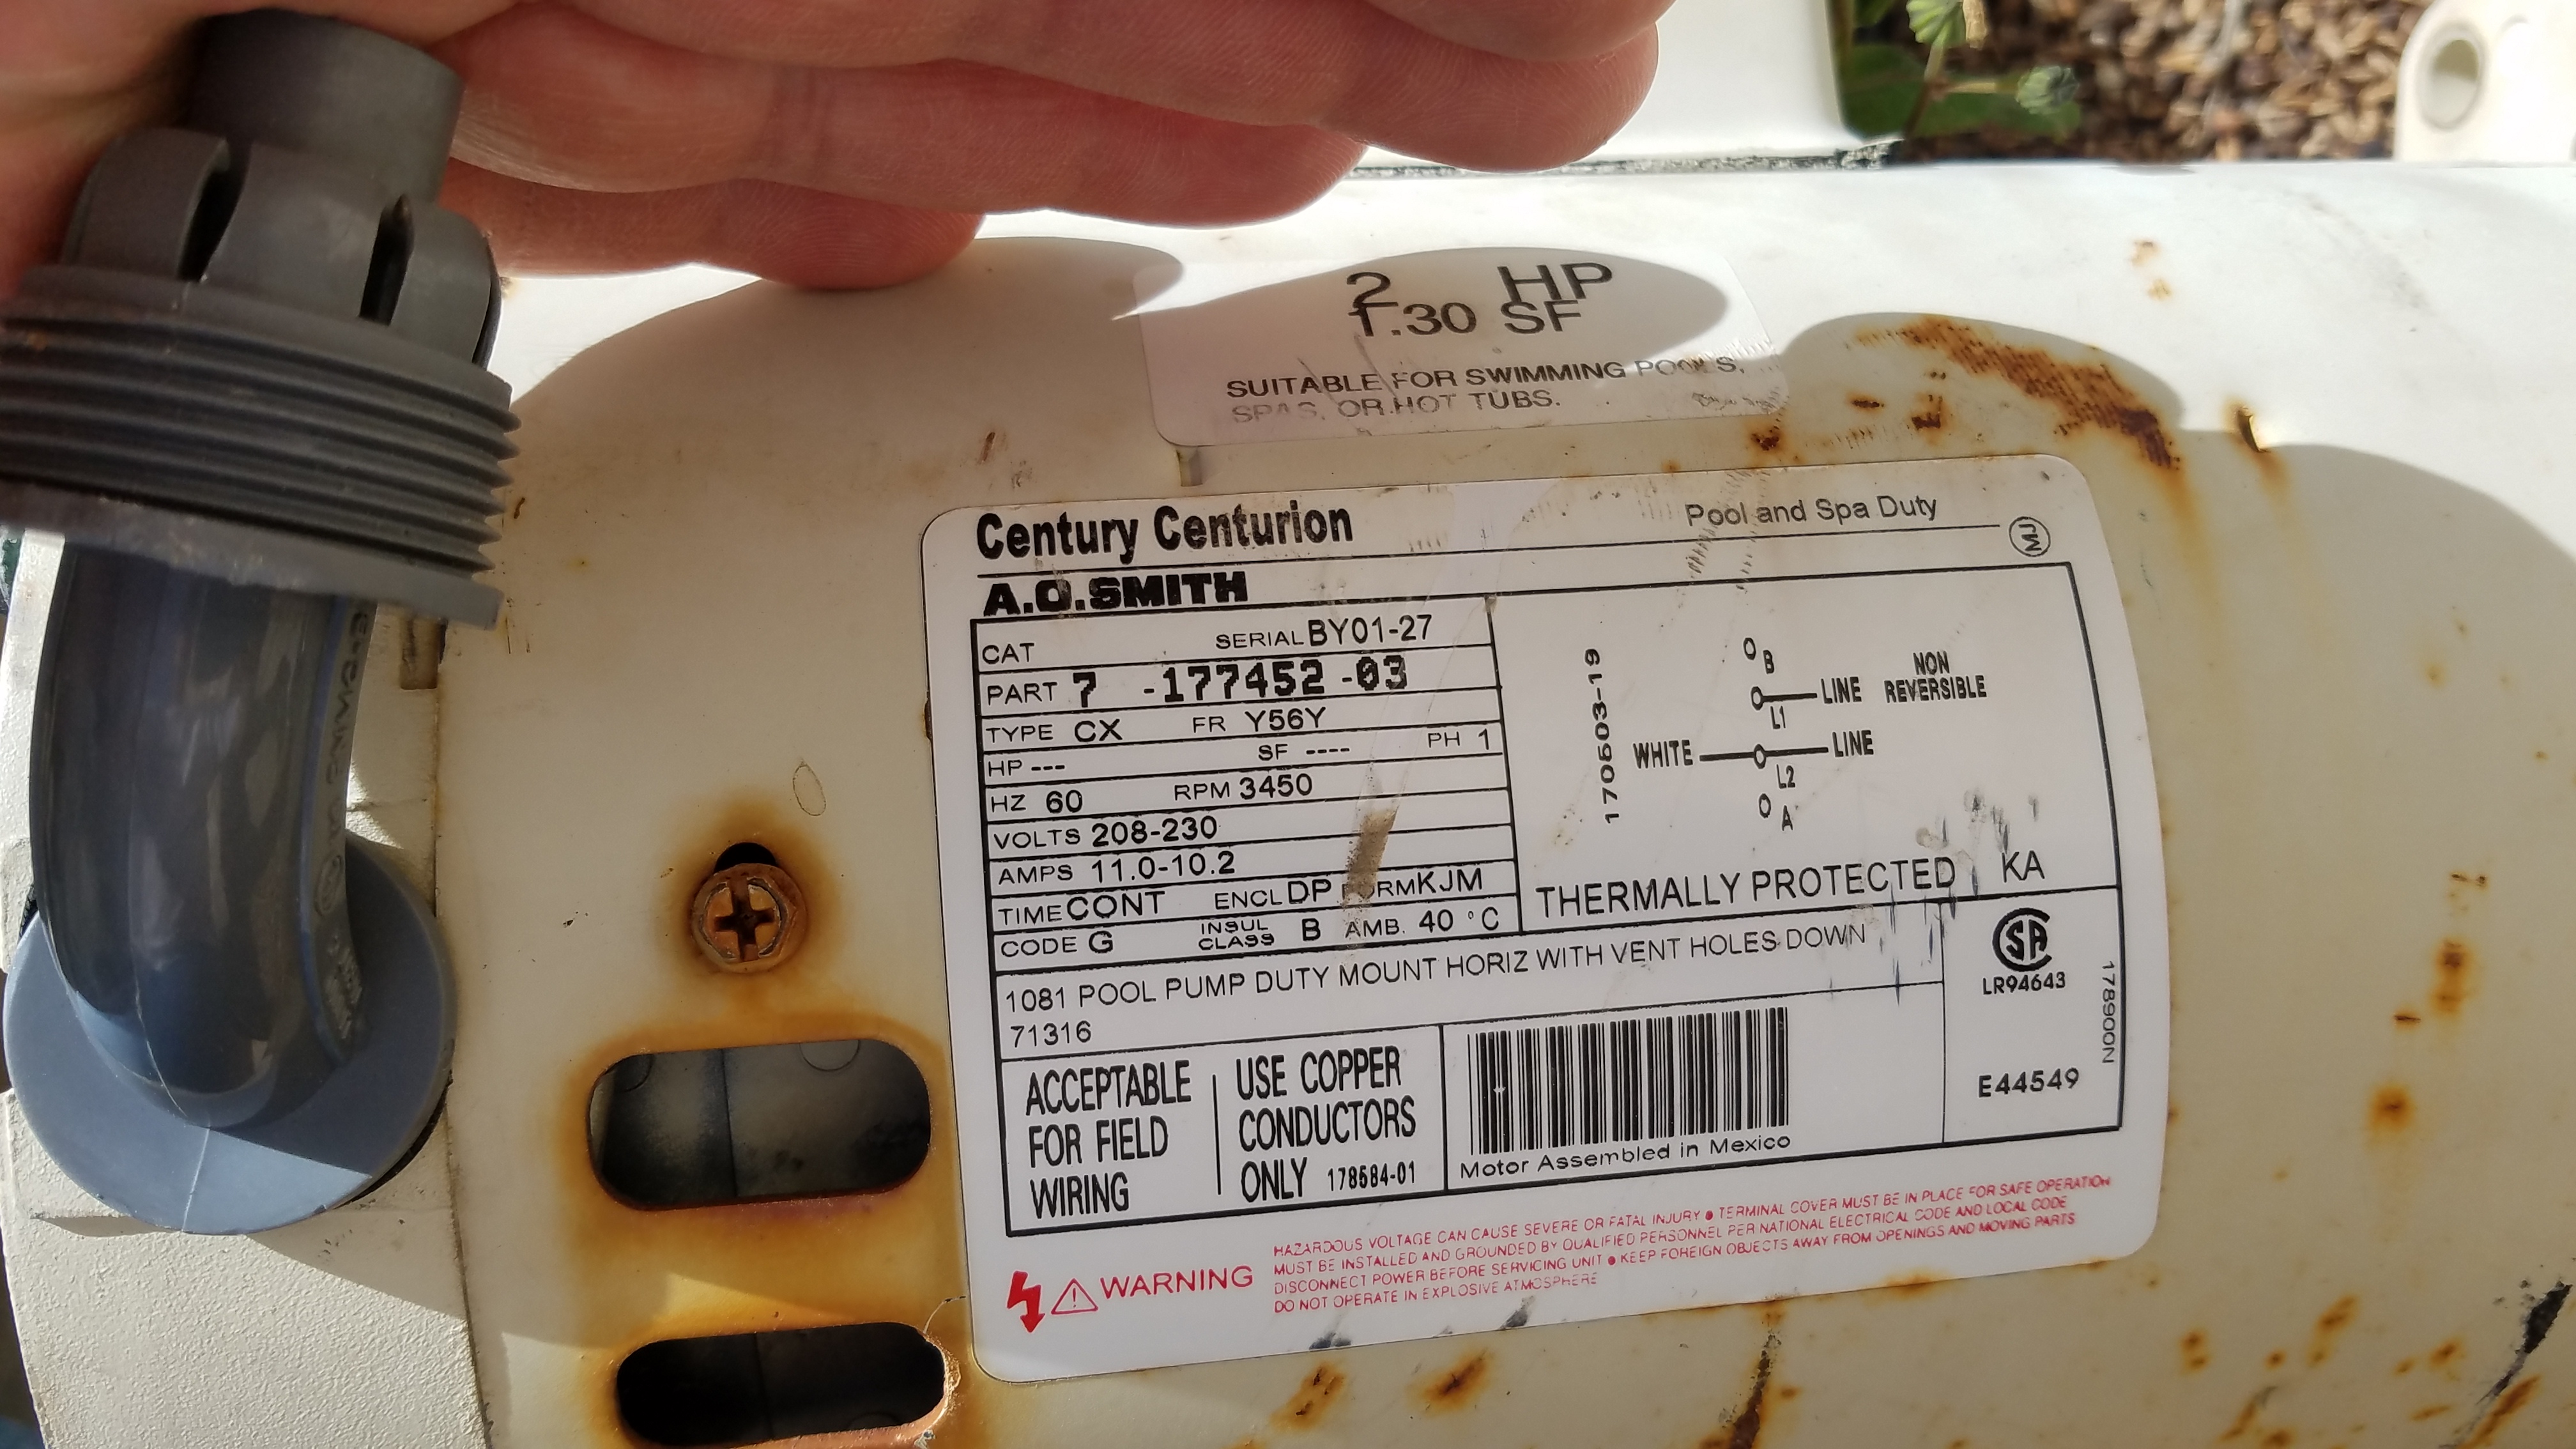 2 HP
1.30 SF
SUITABLE FOR SWIMMING POOLS,
SPAS, OR HOT TUBS.
Century Centurion
Pool and Spa Duty
A.O.SMITH
CAT SERIAL BY01-27
PART 7 -177452 -03
TYPE CX FR Y56Y
HP --- SF ---- PH 1
HZ 60 RPM 3450
VOLTS 208-230
AMPS 11.0-10.2
TIME CONT ENCL DP FORM KJM
CODE G INSUL CLASS B AMB. 40 °C
170603-19
B
LINE
L1
NON
REVERSIBLE
WHITE LINE
L2
A
THERMALLY PROTECTED KA
1081 POOL PUMP DUTY MOUNT HORIZ WITH VENT HOLES DOWN
71316
SA
LR94643
178900N
E44549
ACCEPTABLE
FOR FIELD
WIRING
USE COPPER
CONDUCTORS
ONLY 178584-01
Motor Assembled in Mexico
WARNING
HAZARDOUS VOLTAGE CAN CAUSE SEVERE OR FATAL INJURY ● TERMINAL COVER MUST BE IN PLACE FOR SAFE OPERATION
MUST BE INSTALLED AND GROUNDED BY QUALIFIED PERSONNEL PER NATIONAL ELECTRICAL CODE AND LOCAL CODE
DISCONNECT POWER BEFORE SERVICING UNIT ● KEEP FOREIGN OBJECTS AWAY FROM OPENINGS AND MOVING PARTS
DO NOT OPERATE IN EXPLOSIVE ATMOSPHERE